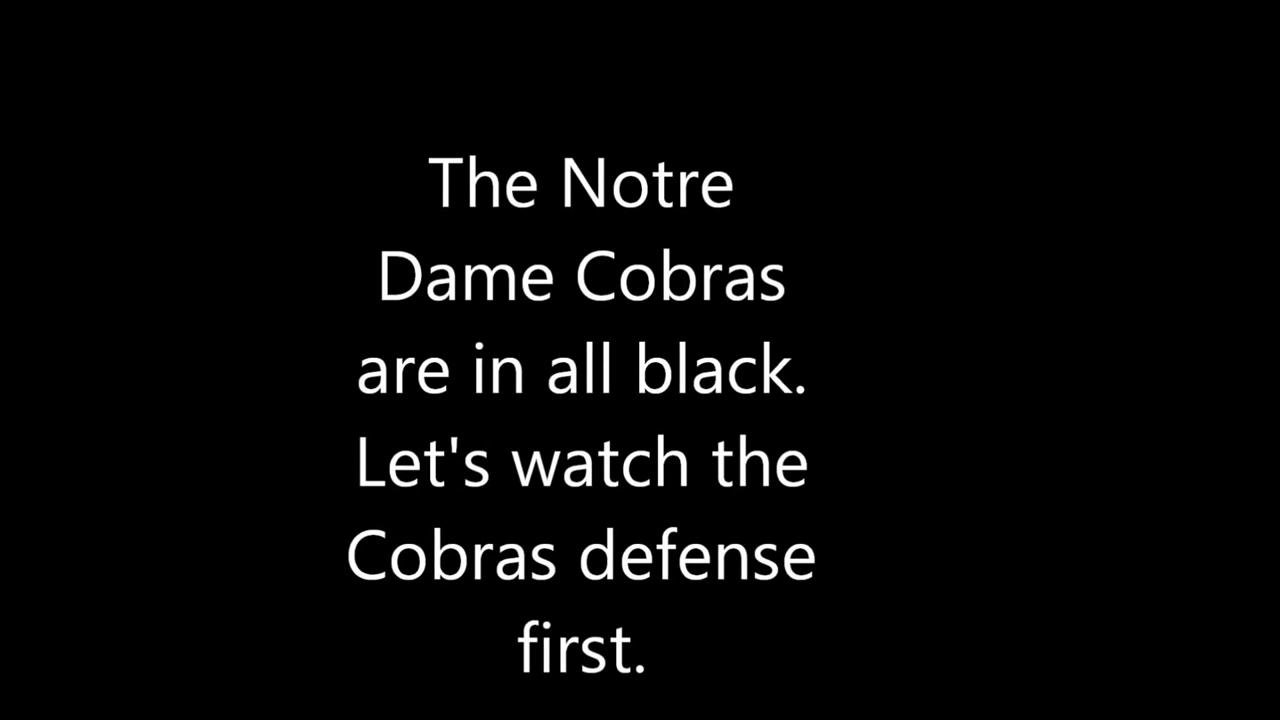 The Notre
Dame Cobras
are in all black.
Let's watch the
Cobras defense
first.